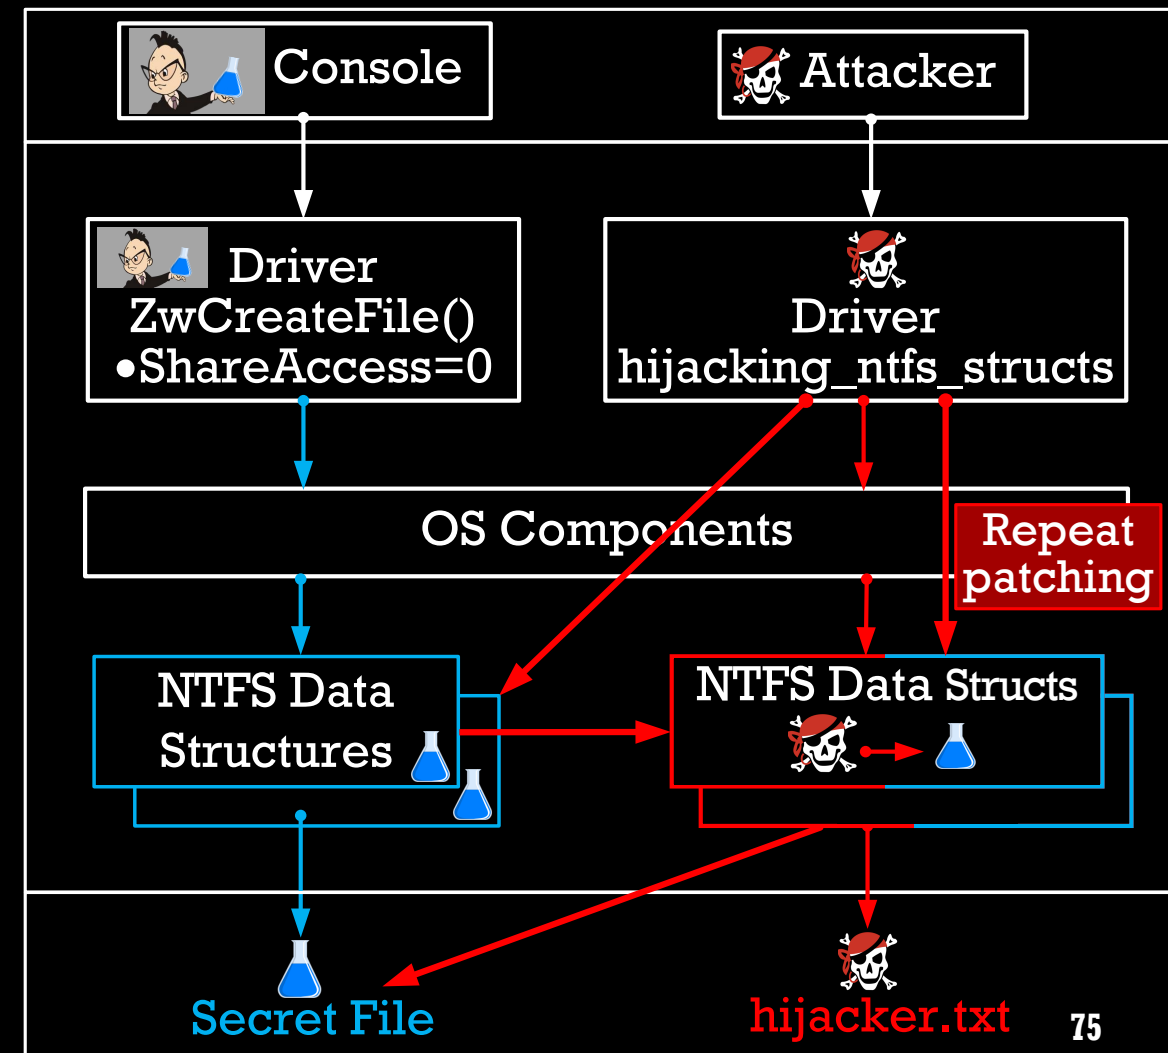 Console
Attacker
Driver
ZwCreateFile()
•ShareAccess=0
Driver
hijacking_ntfs_structs
OS Components
Repeat
patching
NTFS Data
Structures
NTFS Data Structs
Secret File
hijacker.txt
75